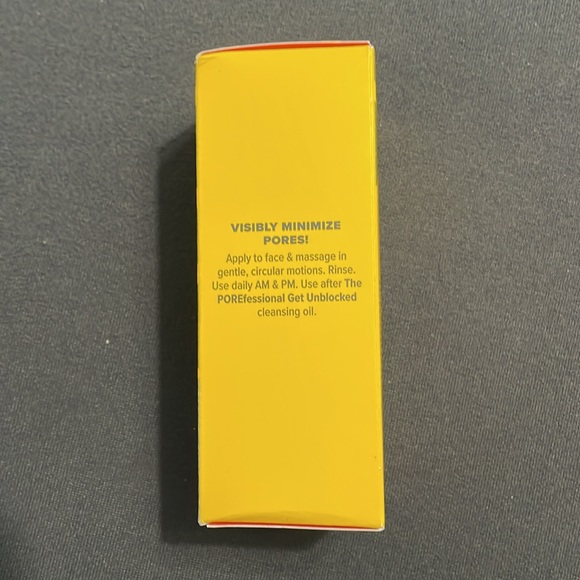 VISIBLY MINIMIZE
PORES!
Apply to face & massage in
gentle, circular motions. Rinse.
Use daily AM & PM. Use after The
POREfessional Get Unblocked
cleansing oil.